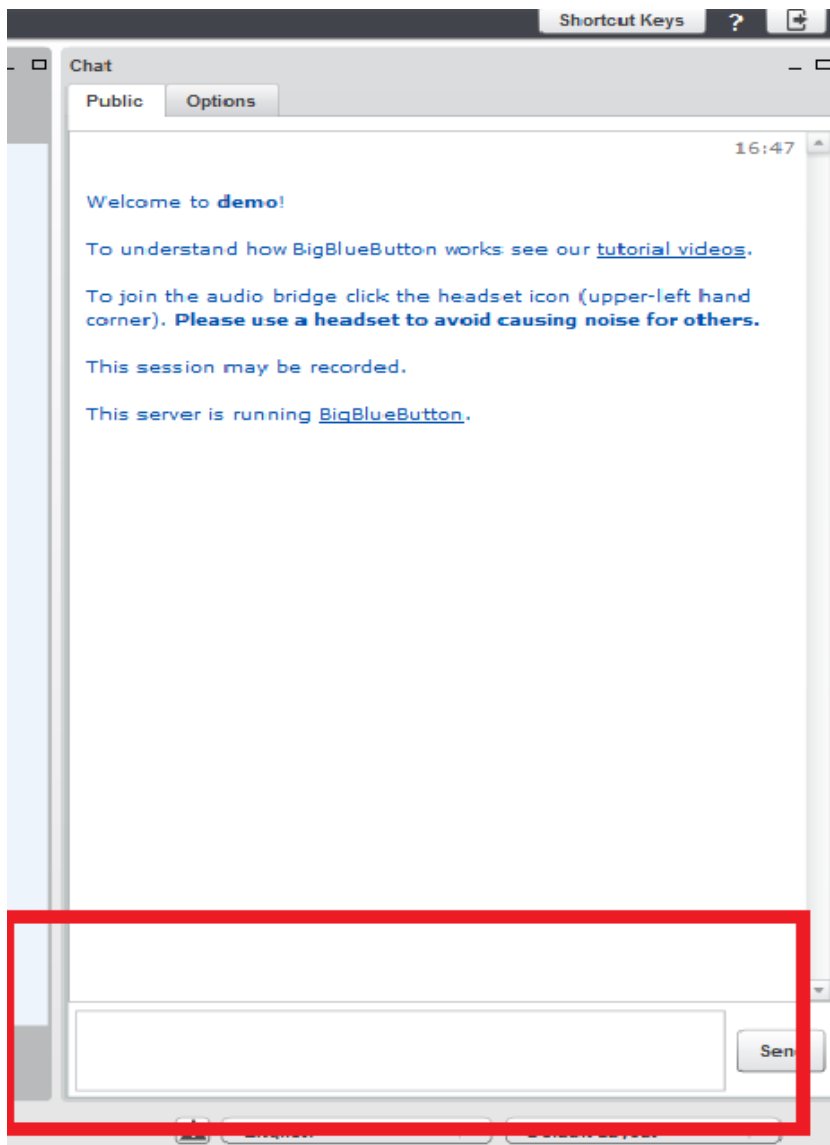 Shortcut Keys ?
Chat
Public Options
16:47
Welcome to demo!
To understand how BigBlueButton works see our tutorial videos.
To join the audio bridge click the headset icon (upper-left hand
corner). Please use a headset to avoid causing noise for others.
This session may be recorded.
This server is running BigBlueButton.